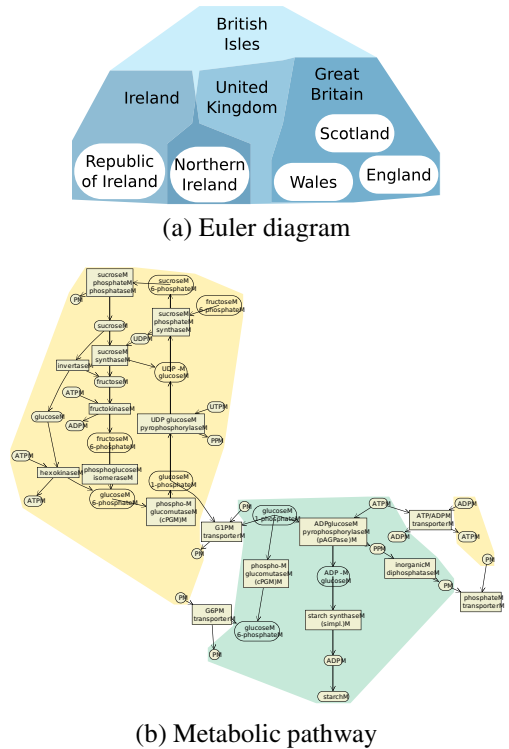 British
Isles
Ireland
United
Kingdom
Great
Britain
Scotland
Republic
of Ireland
Northern
Ireland
Wales
England
(a) Euler diagram
sucroseM
phosphateM
phosphataseM
sucroseM
6-phosphateM
PM
fructoseM
6-phosphateM
sucroseM
phosphateM
synthaseM
sucroseM
UDPM
sucroseM
synthaseM
invertaseM
UDP -M
glucoseM
fructoseM
ATPM
fructokinaseM
UTPM
glucoseM
ADPM
UDP glucoseM
pyrophosphorylaseM
fructoseM
6-phosphateM
PPM
ATPM
hexokinaseM
phosphoglucoseM
isomeraseM
glucoseM
1-phosphateM
ATPM
glucoseM
6-phosphateM
phospho-M
glucomutaseM
(cPGM)M
PM
glucoseM
1-phosphateM
ATPM
ADPM
G1PM
transporterM
ADPglucoseM
pyrophosphorylaseM
(pAGPase)M
ATP/ADPM
transporterM
ADPM
ATPM
PM
PPM
PM
phospho-M
glucomutaseM
(cPGM)M
ADP -M
glucoseM
inorganicM
diphosphataseM
PM
PM
phosphateM
transporterM
G6PM
transporterM
glucoseM
6-phosphateM
starch synthaseM
(simpl.)M
PM
ADPM
starchM
(b) Metabolic pathway